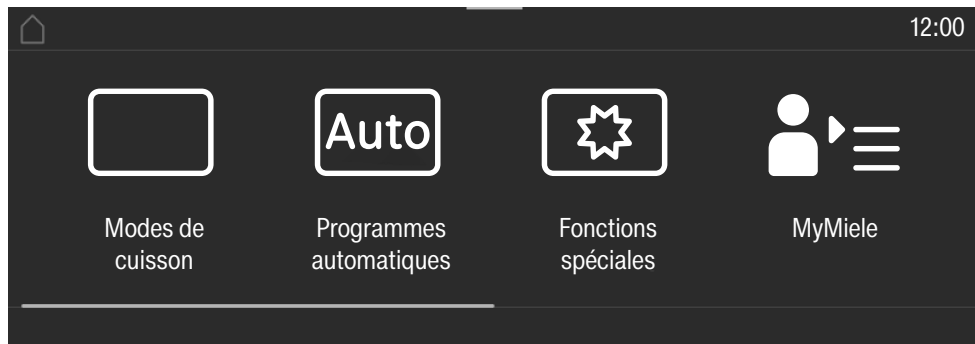 12:00
Auto
Modes de
cuisson
Programmes
automatiques
Fonctions
spéciales
MyMiele